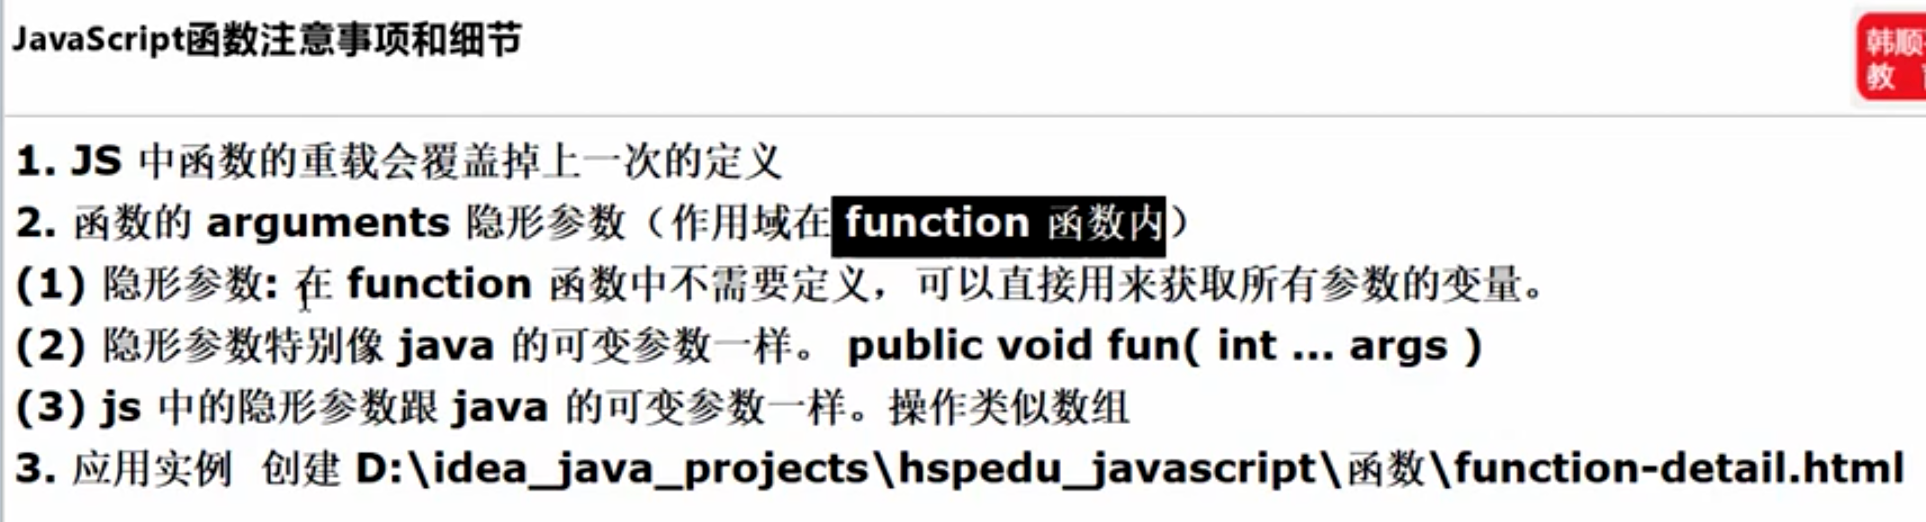 JavaScript函数注意事项和细节
韩顺
教
1. JS 中函数的重载会覆盖掉上一次的定义
2. 函数的 arguments 隐形参数（作用域在 function 函数内）
(1) 隐形参数: 在 function 函数中不需要定义，可以直接用来获取所有参数的变量。
(2) 隐形参数特别像 java 的可变参数一样。 public void fun( int ... args )
(3) js 中的隐形参数跟 java 的可变参数一样。操作类似数组
3. 应用实例 创建 D:\idea_java_projects\hspedu_javascript\函数\function-detail.html